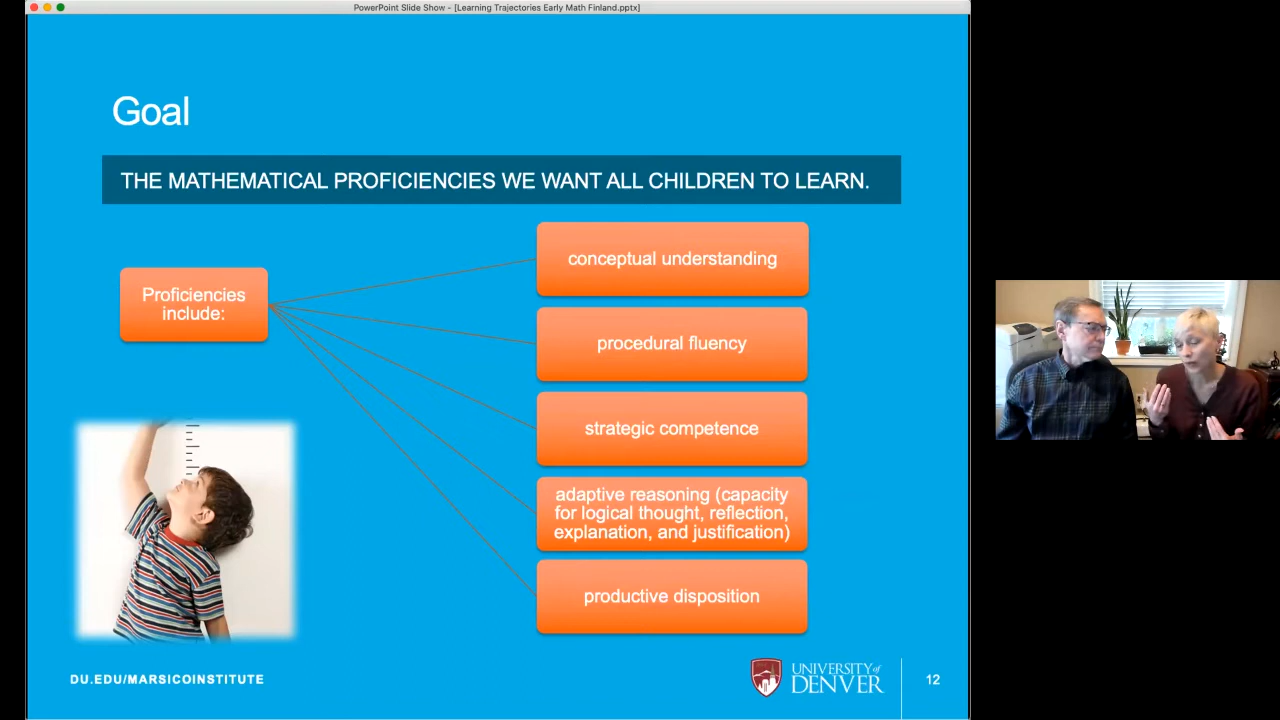 PowerPoint Slide Show - [Learning Trajectories Early Math Finland.pptx]
Goal
THE MATHEMATICAL PROFICIENCIES WE WANT ALL CHILDREN TO LEARN.
Proficiencies
include:
conceptual understanding
procedural fluency
strategic competence
adaptive reasoning (capacity
for logical thought, reflection,
explanation, and justification)
productive disposition
DU.EDU/MARSICOINSTITUTE
UNIVERSITY of
DENVER
12